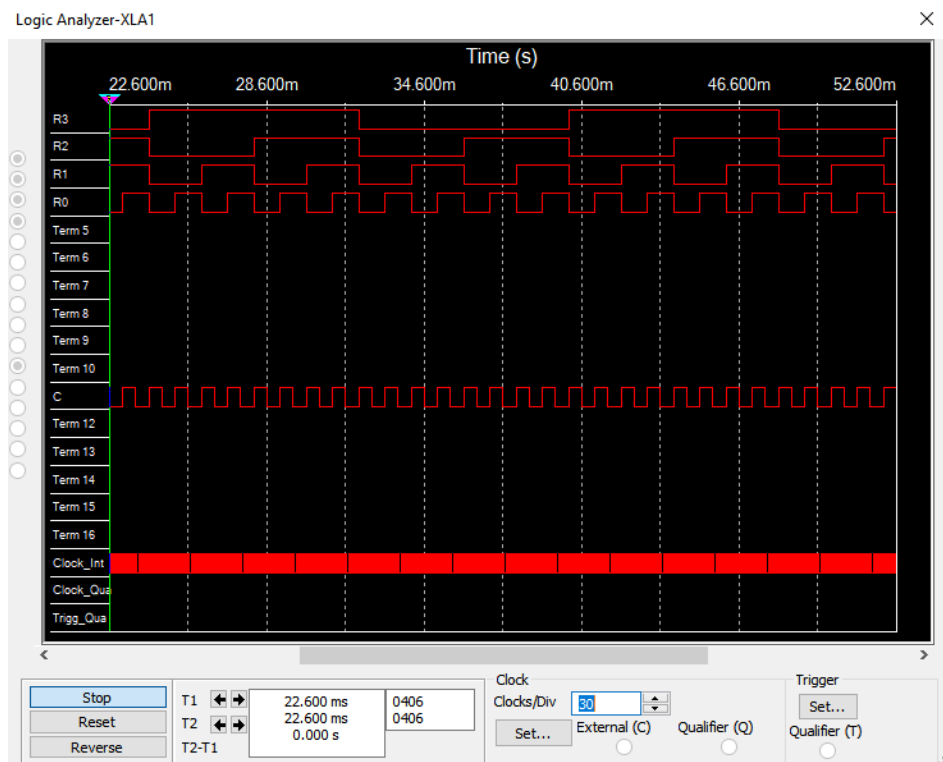 Logic Analyzer-XLA1
Time (s)
22.600m 28.600m 34.600m 40.600m 46.600m 52.600m
R3
R2
R1
R0
Term 5
Term 6
Term 7
Term 8
Term 9
Term 10
C
Term 12
Term 13
Term 14
Term 15
Term 16
Clock_Int
Clock_Qua
Trigg_Qua
Stop
Reset
Reverse
T1 22.600 ms 0406
T2 22.600 ms 0406
T2-T1 0.000 s
Clock
Clocks/Div 30
Set... External (C) Qualifier (Q)
Trigger
Set...
Qualifier (T)